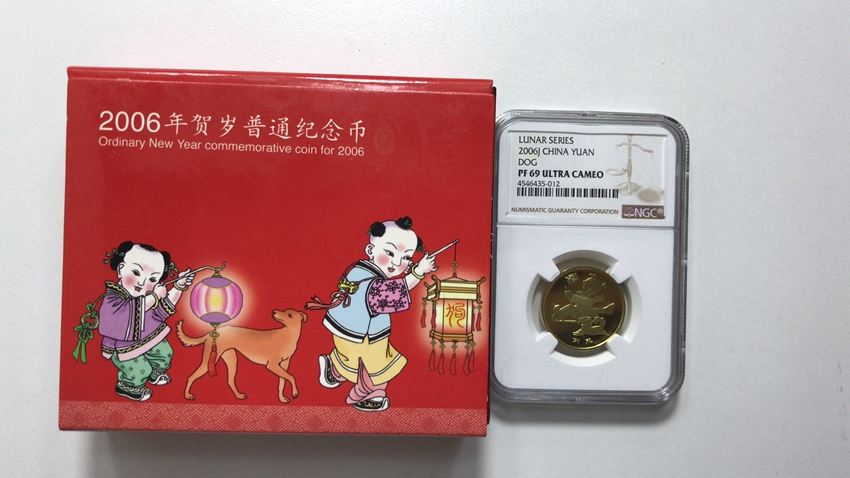 2006年贺岁普通纪念币
Ordinary New Year commemorative coin for 2006
狗
LUNAR SERIES
2006J CHINA YUAN
DOG
PF 69 ULTRA CAMEO
4546435-012
NUMISMATIC GUARANTY CORPORATION
NGC®